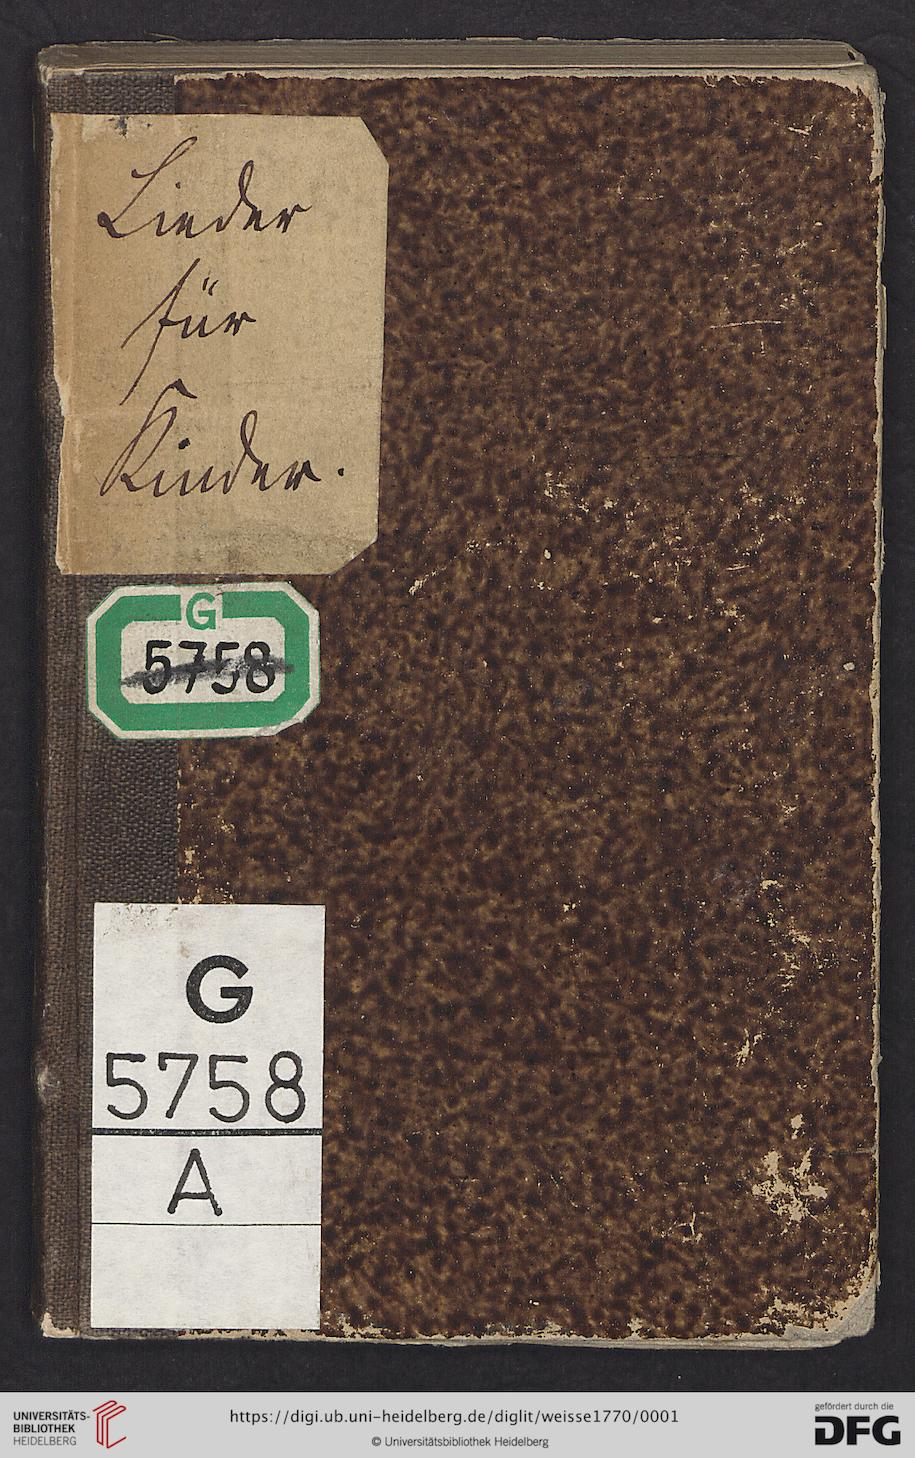 Lieder
für
Kinder.
G
5758
G
5758
A
UNIVERSITÄTS-
BIBLIOTHEK
HEIDELBERG
https://digi.ub.uni-heidelberg.de/diglit/weisse1770/0001
© Universitätsbibliothek Heidelberg
gefördert durch die
DFG